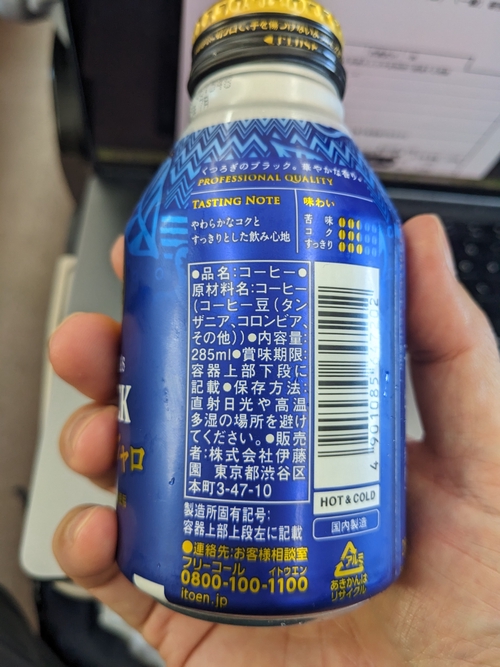 くつろぎのブラック。華やかな香り。
PROFESSIONAL QUALITY
TASTING NOTE
やわらかなコクと
すっきりとした飲み心地
味わい
苦味
コク
すっきり
●品名:コーヒー●
原材料名:コーヒー
(コーヒー豆(タン
ザニア、コロンビア、
その他))●内容量:
285ml●賞味期限:
容器上部下段に
記載●保存方法:
直射日光や高温
多湿の場所を避け
てください。●販売
者:株式会社伊藤
園 東京都渋谷区
本町3-47-10
製造所固有記号:
容器上部上段左に記載
●連絡先:お客様相談室
フリーコール イトウエン
0800-100-1100
itoen.jp
4 901085
HOT & COLD
国内製造
アルミ
あきかんは
リサイクル
ャロ